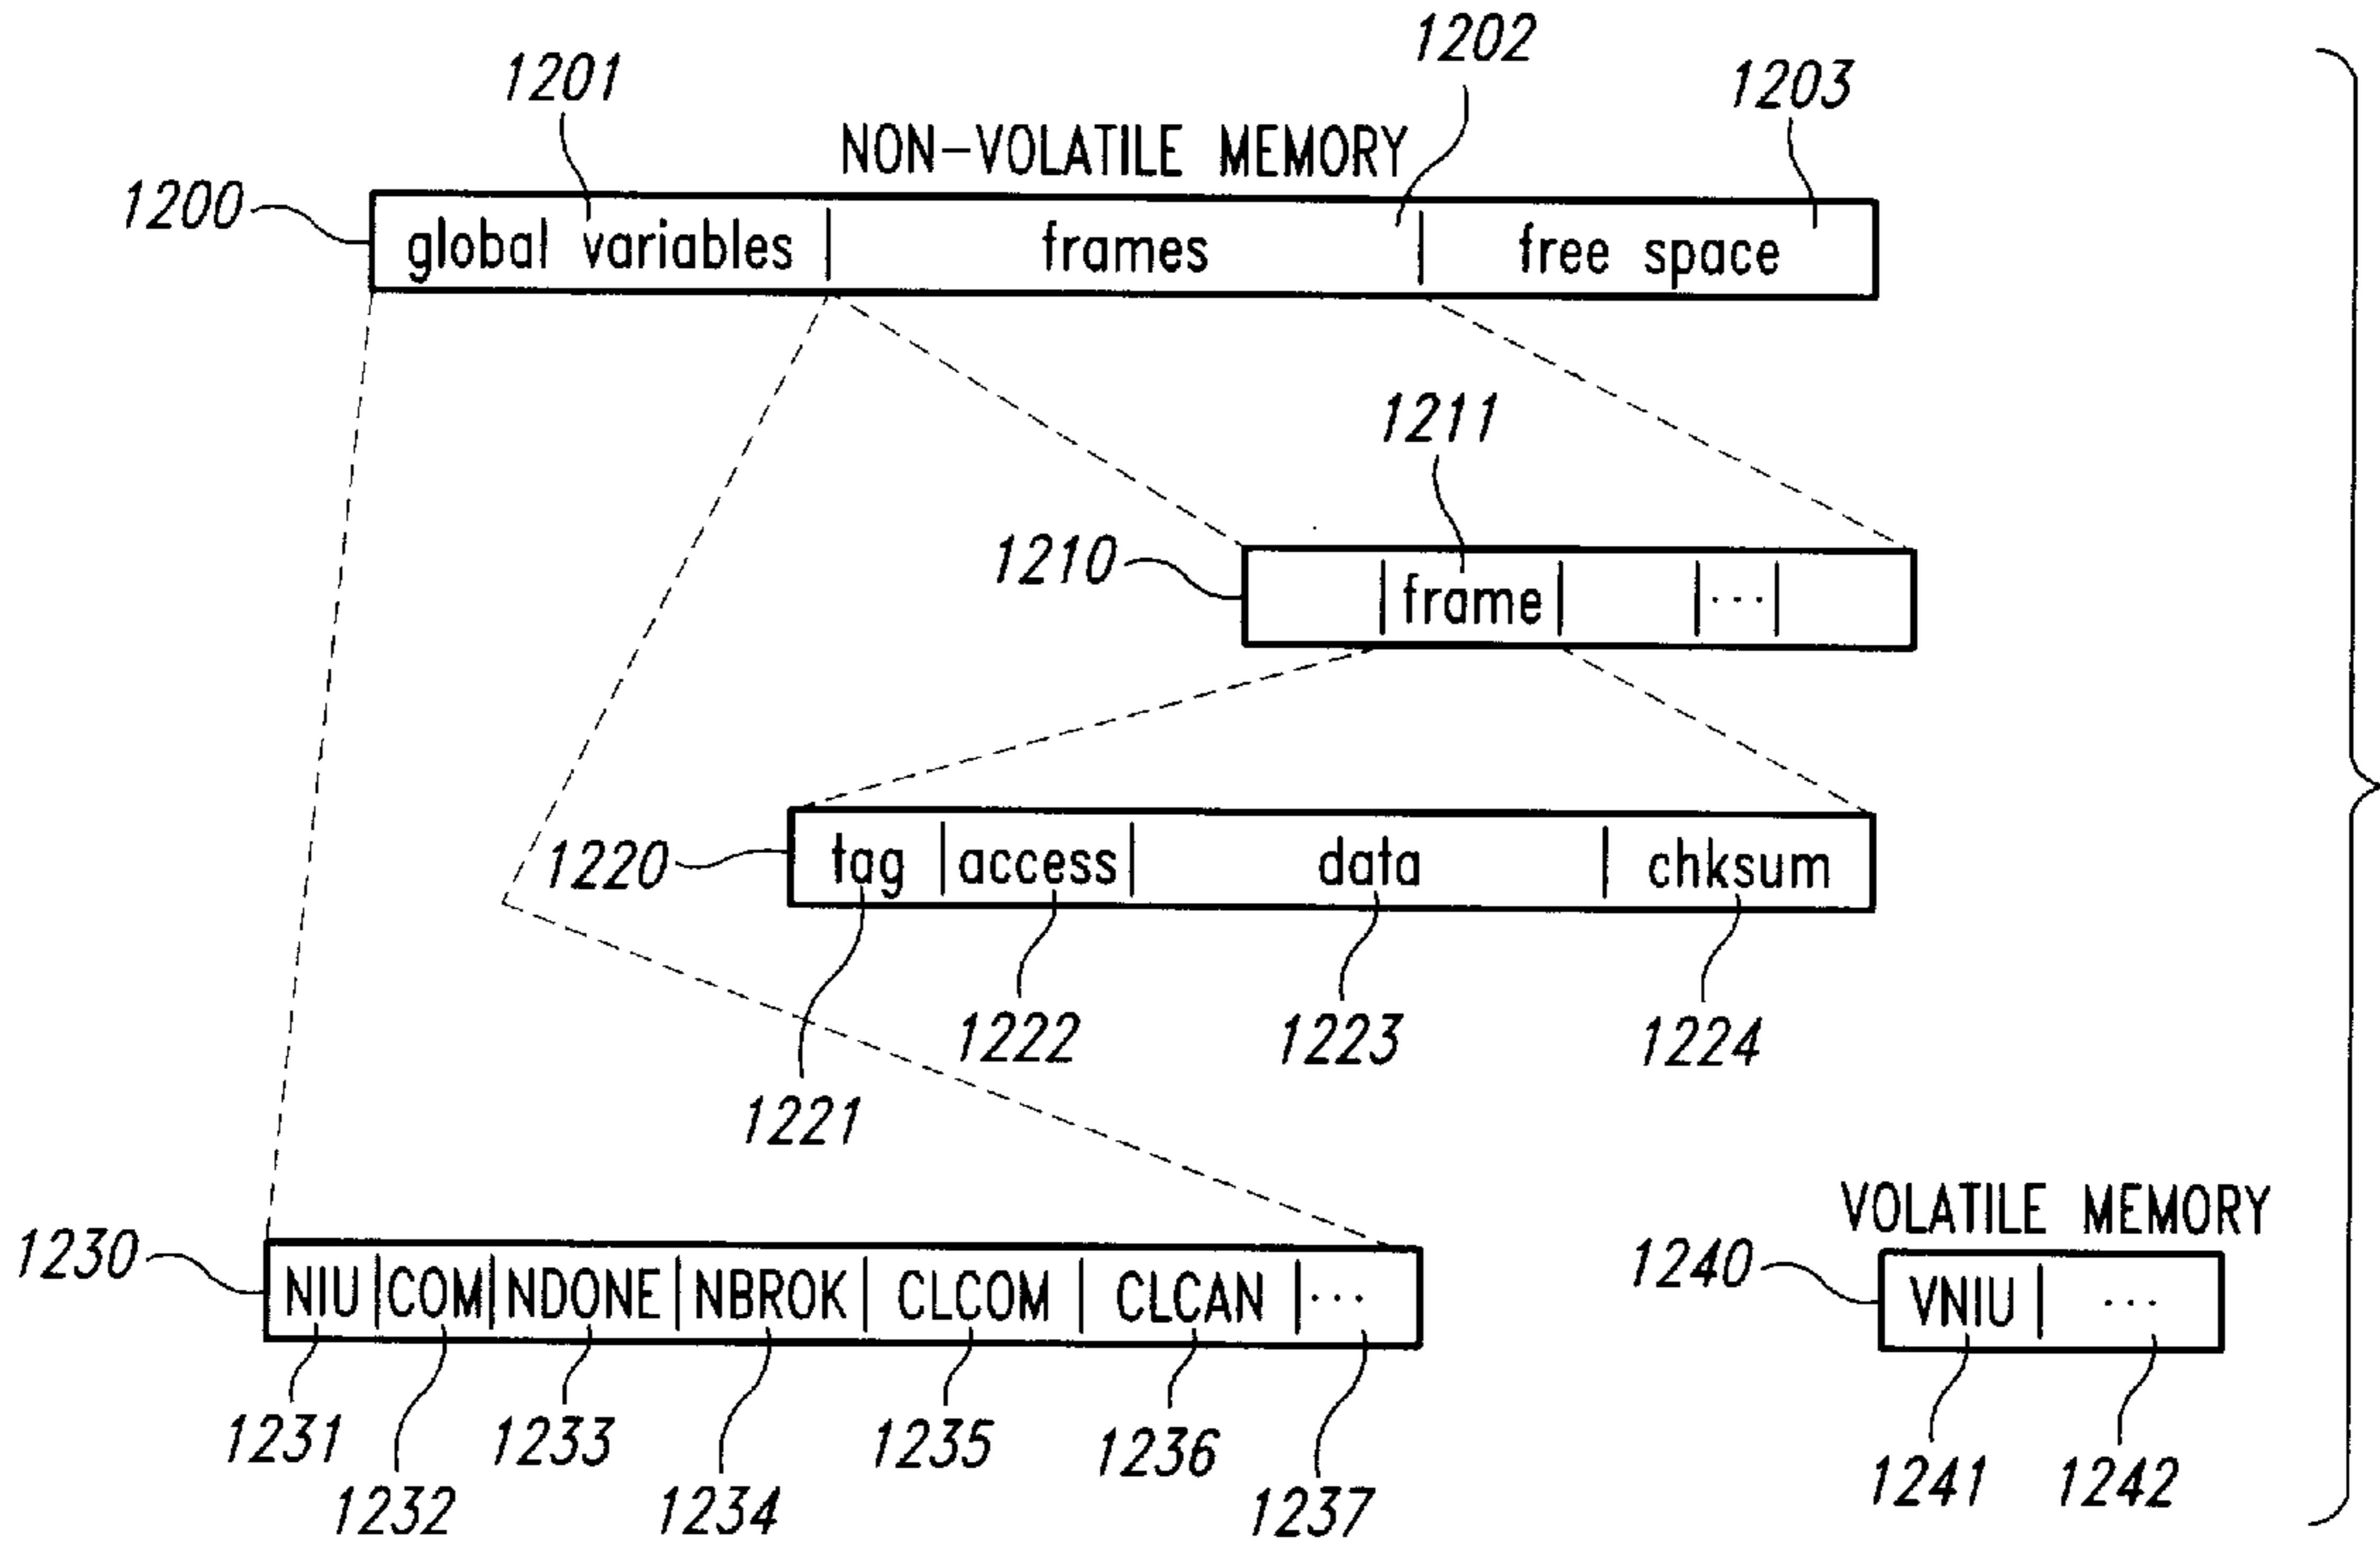 1201
1202
1203
NON-VOLATILE MEMORY
1200
global variables
frames
free space
1211
1210
frame
...
1220
tag
access
data
chksum
1222
1223
1224
1221
VOLATILE MEMORY
1230
NIU
COM
NDONE
NBROK
CLCOM
CLCAN
...
1240
VNIU
...
1231
1233
1235
1236
1241
1242
1232
1234
1237